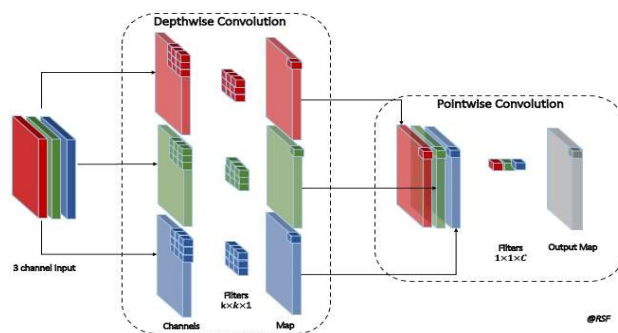 Depthwise Convolution
Pointwise Convolution
3 channel Input
Filters
k×k×1
Channels
Map
Filters
1×1×C
Output Map
@RSF